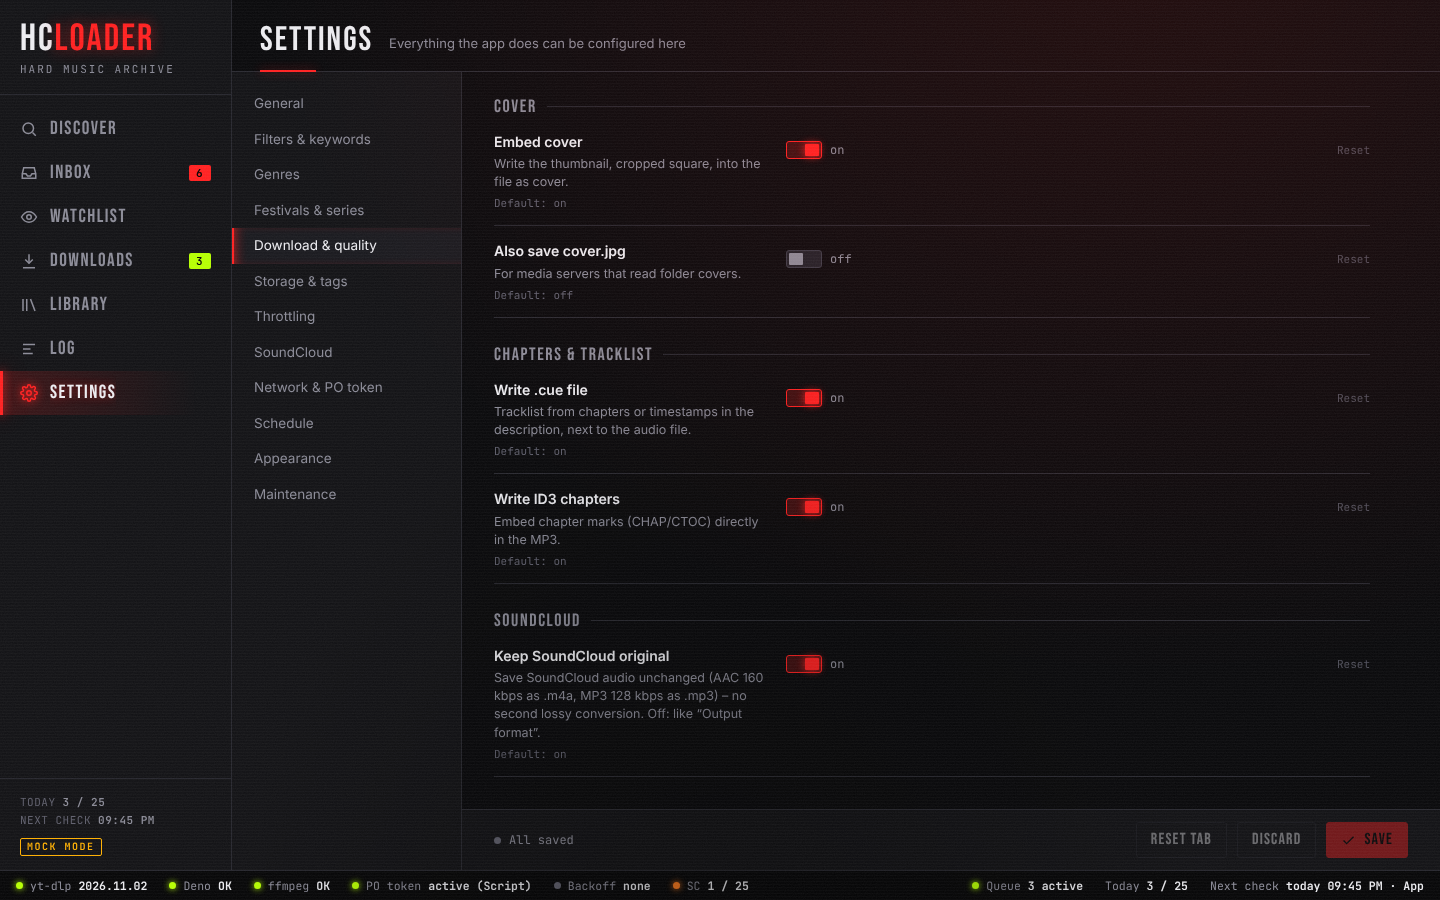 HCLOADER
HARD MUSIC ARCHIVE
DISCOVER
INBOX 6
WATCHLIST
DOWNLOADS 3
LIBRARY
LOG
SETTINGS
TODAY 3 / 25
NEXT CHECK 09:45 PM
MOCK MODE
SETTINGS Everything the app does can be configured here
General
Filters & keywords
Genres
Festivals & series
Download & quality
Storage & tags
Throttling
SoundCloud
Network & PO token
Schedule
Appearance
Maintenance
COVER
Embed cover
on
Reset
Write the thumbnail, cropped square, into the
file as cover.
Default: on
Also save cover.jpg
off
Reset
For media servers that read folder covers.
Default: off
CHAPTERS & TRACKLIST
Write .cue file
on
Reset
Tracklist from chapters or timestamps in the
description, next to the audio file.
Default: on
Write ID3 chapters
on
Reset
Embed chapter marks (CHAP/CTOC) directly
in the MP3.
Default: on
SOUNDCLOUD
Keep SoundCloud original
on
Reset
Save SoundCloud audio unchanged (AAC 160
kbps as .m4a, MP3 128 kbps as .mp3) – no
second lossy conversion. Off: like “Output
format”.
Default: on
All saved
RESET TAB
DISCARD
SAVE
yt-dlp 2026.11.02 Deno OK ffmpeg OK PO token active (Script) Backoff none SC 1 / 25 Queue 3 active Today 3 / 25 Next check today 09:45 PM · App